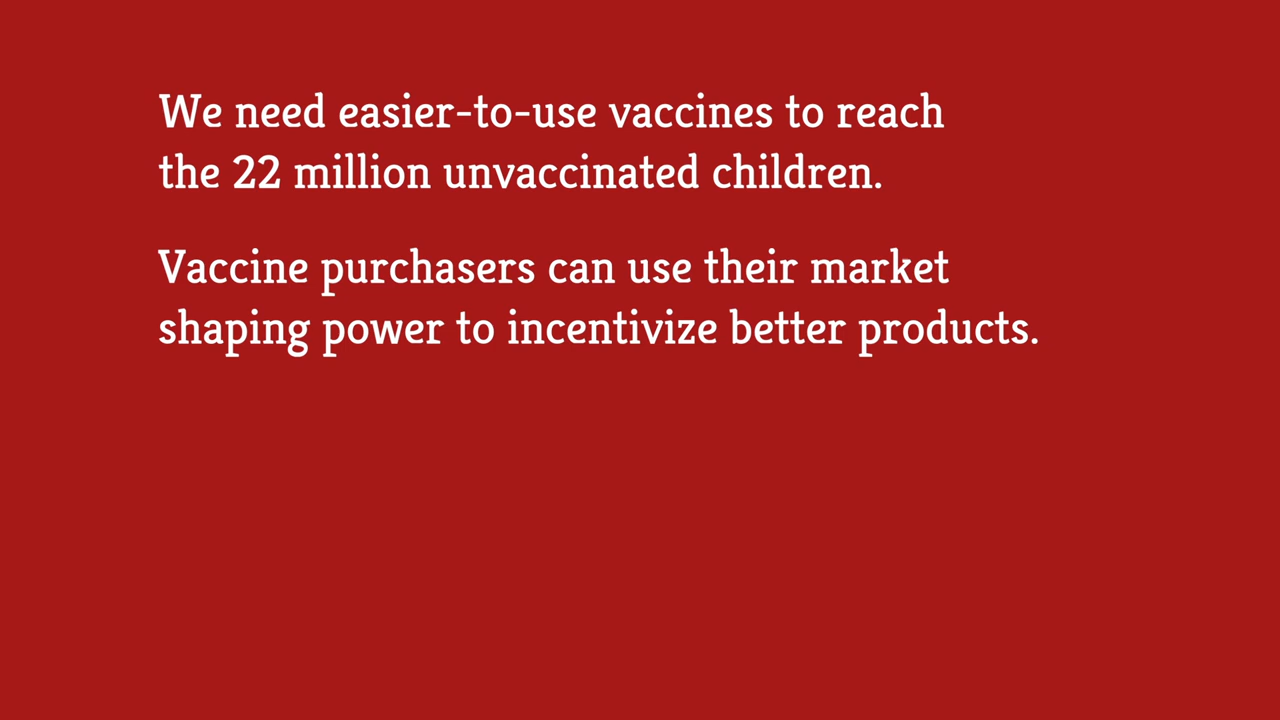 We need easier-to-use vaccines to reach
the 22 million unvaccinated children.
Vaccine purchasers can use their market
shaping power to incentivize better products.